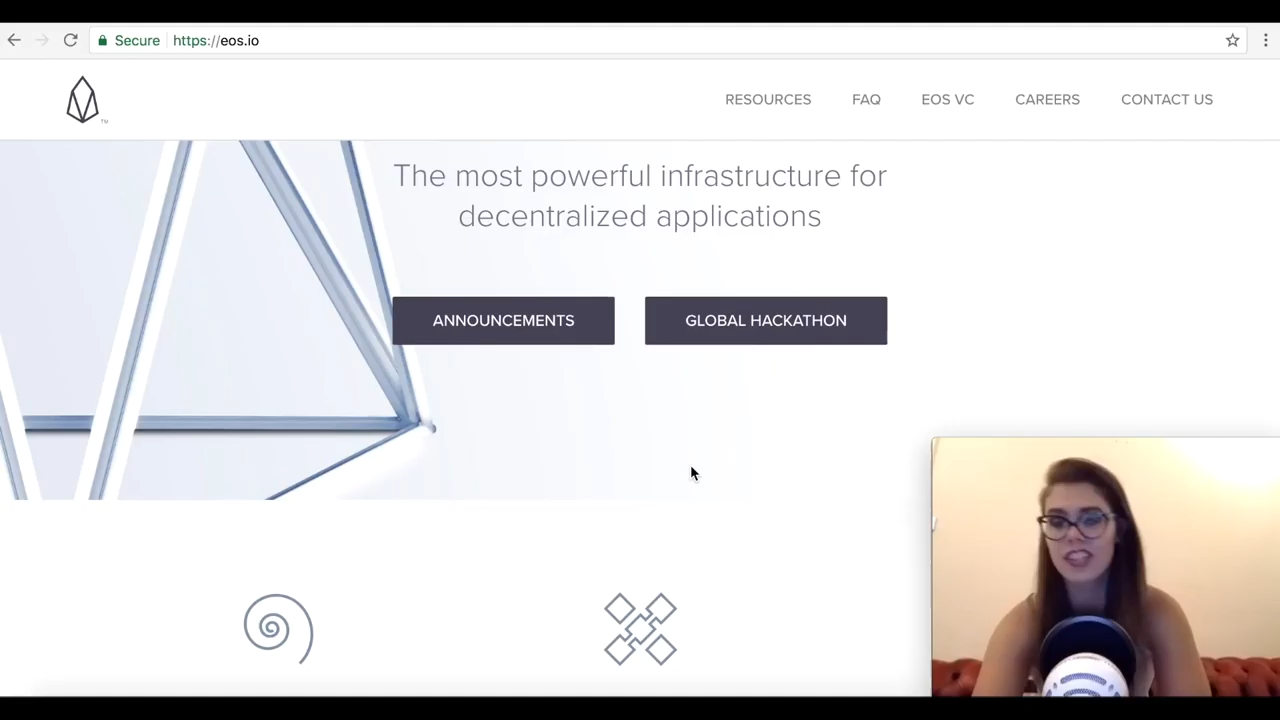 Secure https://eos.io
TM
RESOURCES FAQ EOS VC CAREERS CONTACT US
The most powerful infrastructure for
decentralized applications
ANNOUNCEMENTS GLOBAL HACKATHON